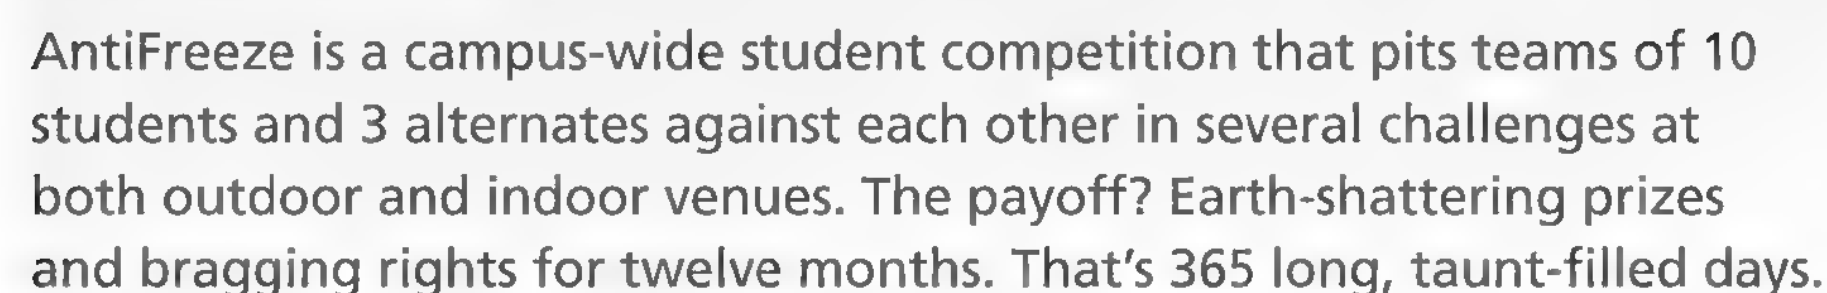 AntiFreeze is a campus-wide student competition that pits teams of 10
students and 3 alternates against each other in several challenges at
both outdoor and indoor venues. The payoff? Earth-shattering prizes
and bragging rights for twelve months. That's 365 long, taunt-filled days.